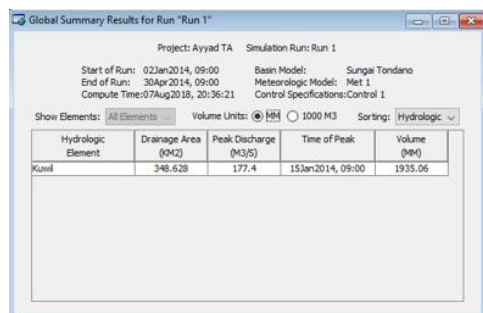 Global Summary Results for Run "Run 1"
Project: Ayyad TA Simulation Run: Run 1
Start of Run: 02Jan2014, 09:00 Basin Model: Sungai Tondano
End of Run: 30Apr2014, 09:00 Meteorologic Model: Met 1
Compute Time:07Aug2018, 20:36:21 Control Specifications:Control 1
Show Elements: All Elements Volume Units: MM 1000 M3 Sorting: Hydrologic
Hydrologic Element Drainage Area (KM2) Peak Discharge (M3/S) Time of Peak Volume (MM)
Kuwil 348.628 177.4 15Jan2014, 09:00 1935.06